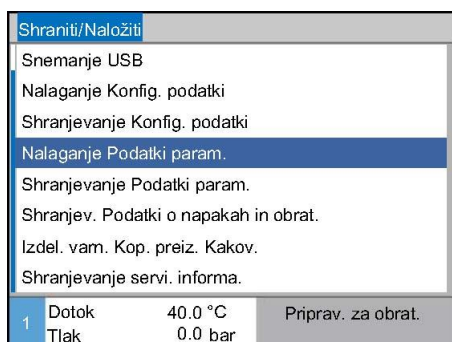 Shraniti/Naložiti
Snemanje USB
Nalaganje Konfig. podatki
Shranjevanje Konfig. podatki
Nalaganje Podatki param.
Shranjevanje Podatki param.
Shranjev. Podatki o napakah in obrat.
Izdel. varn. Kop. preiz. Kakov.
Shranjevanje servi. informa.
1 Dotok 40.0 °C Priprav. za obrat.
Tlak 0.0 bar